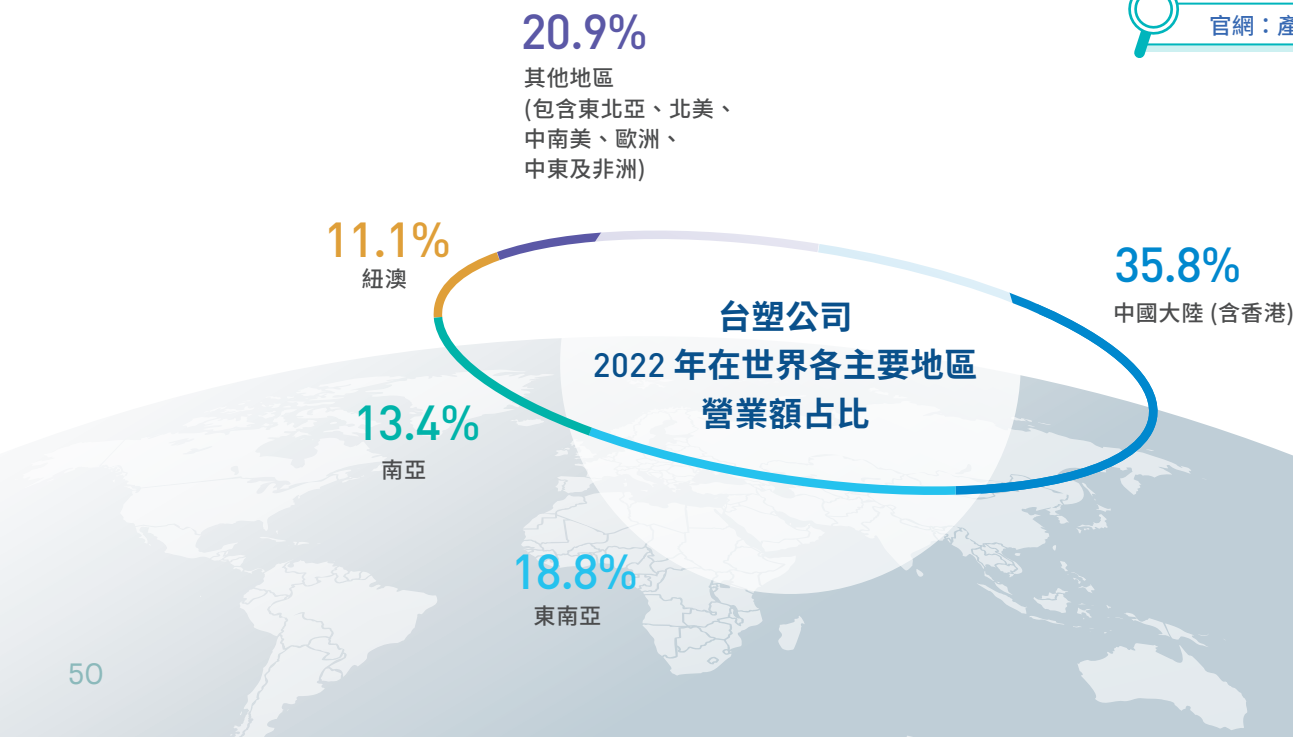 官網：產
20.9%
其他地區
(包含東北亞、北美、
中南美、歐洲、
中東及非洲)
11.1%
紐澳
35.8%
中國大陸 (含香港)
台塑公司
2022 年在世界各主要地區
營業額占比
13.4%
南亞
18.8%
東南亞
50